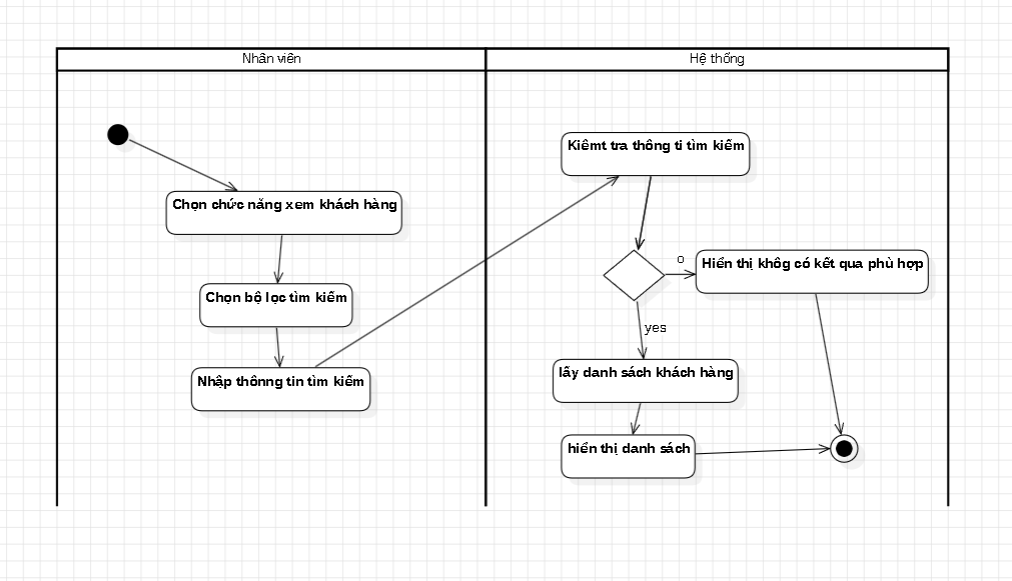 Nhân viên
Hệ thống
Chọn chức năng xem khách hàng
Chọn bộ lọc tìm kiếm
Nhập thônng tin tìm kiếm
Kiêmt tra thông ti tìm kiếm
o
Hiển thị khôg có kết qua phù hợp
yes
lấy danh sách khách hàng
hiển thị danh sách